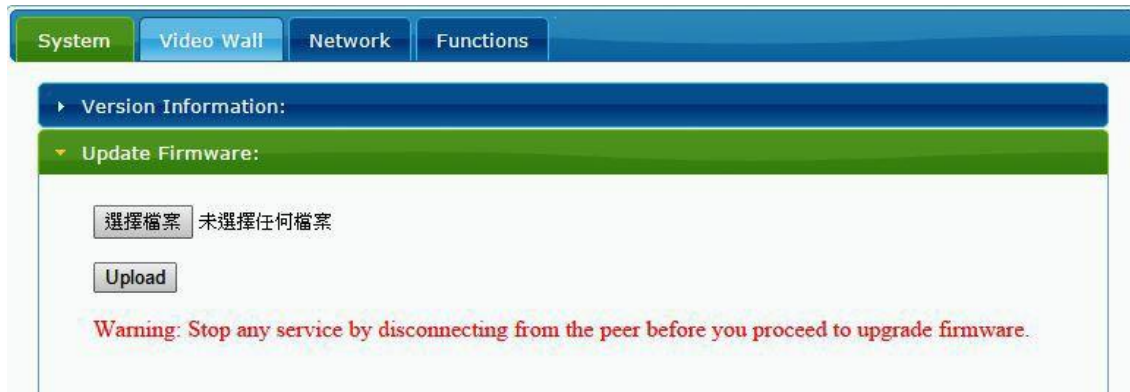 System Video Wall Network Functions
Version Information:
Update Firmware:
選擇檔案 未選擇任何檔案
Upload
Warning: Stop any service by disconnecting from the peer before you proceed to upgrade firmware.